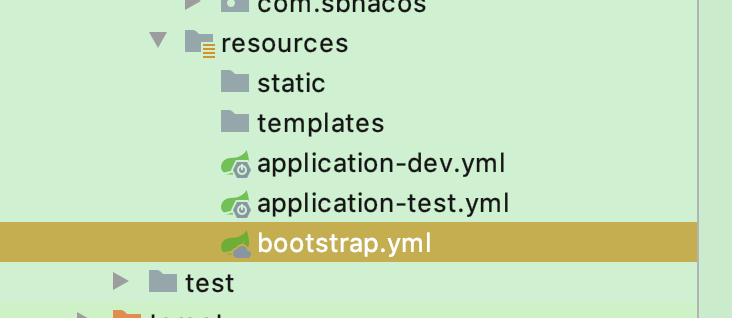 com.sbnacos
resources
static
templates
application-dev.yml
application-test.yml
bootstrap.yml
test